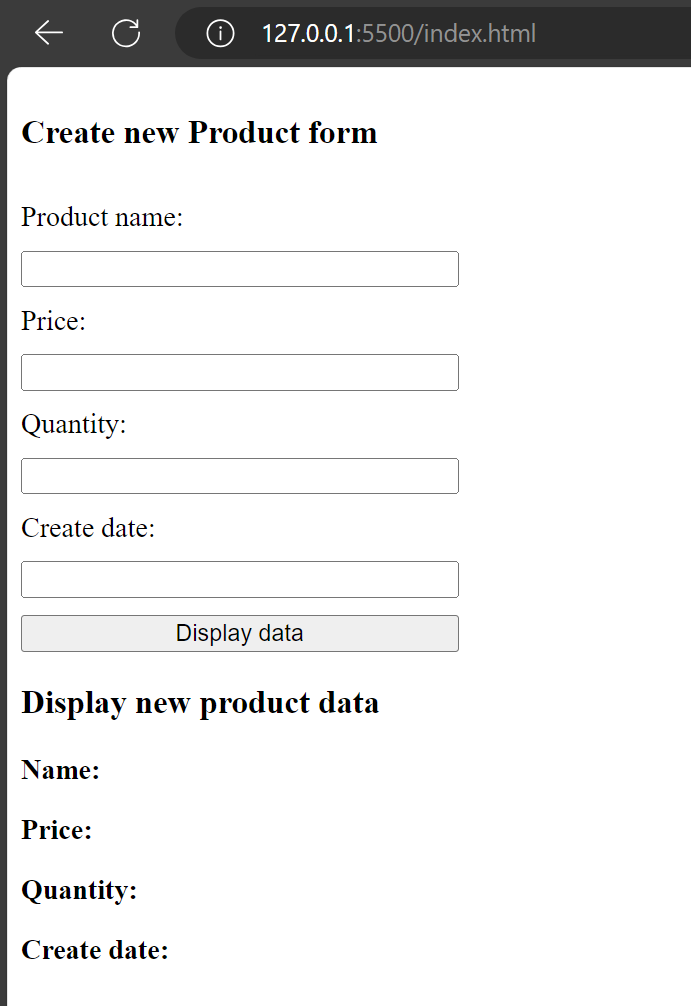 127.0.0.1:5500/index.html
Create new Product form
Product name:
Price:
Quantity:
Create date:
Display data
Display new product data
Name:
Price:
Quantity:
Create date: